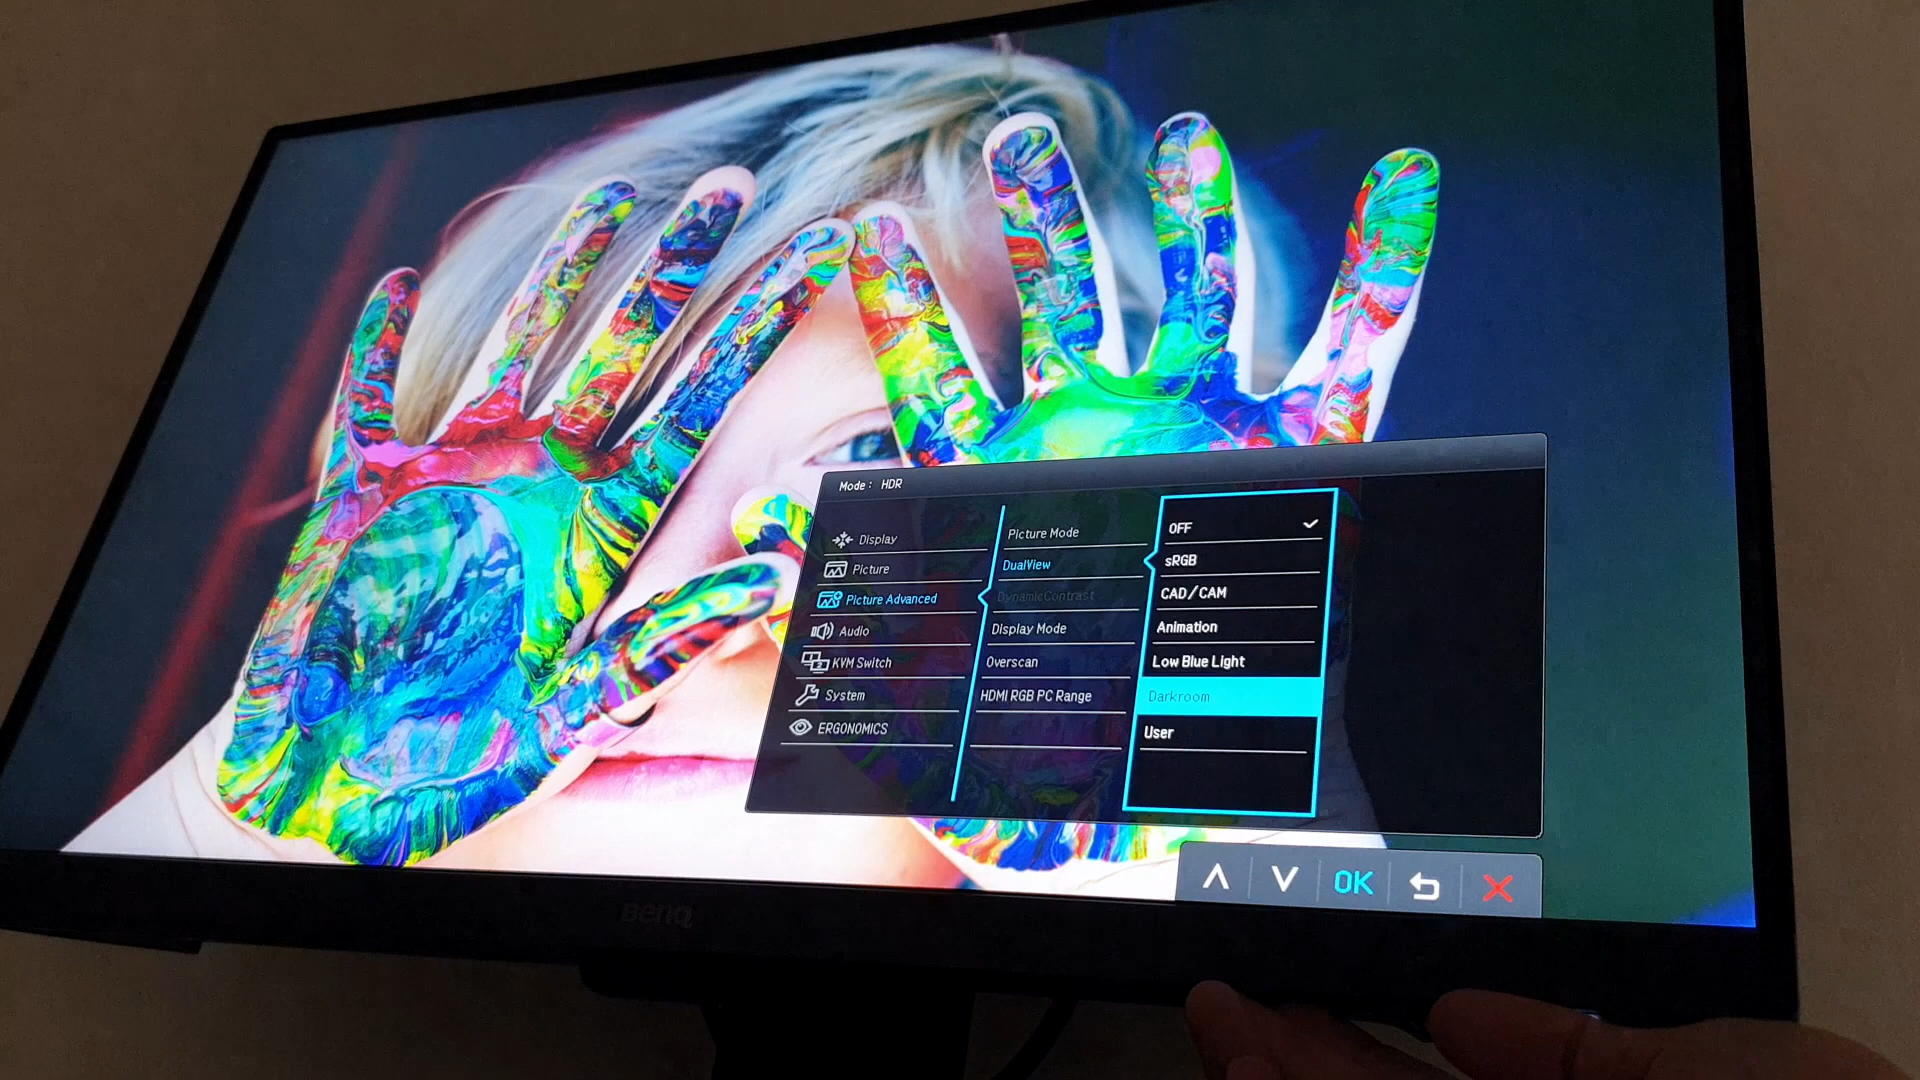 Mode : HDR
Display
Picture
Picture Advanced
Audio
KVM Switch
System
ERGONOMICS
Picture Mode
DualView
DynamicContrast
Display Mode
Overscan
HDMI RGB PC Range
OFF
sRGB
CAD/CAM
Animation
Low Blue Light
Darkroom
User
OK
BenQ